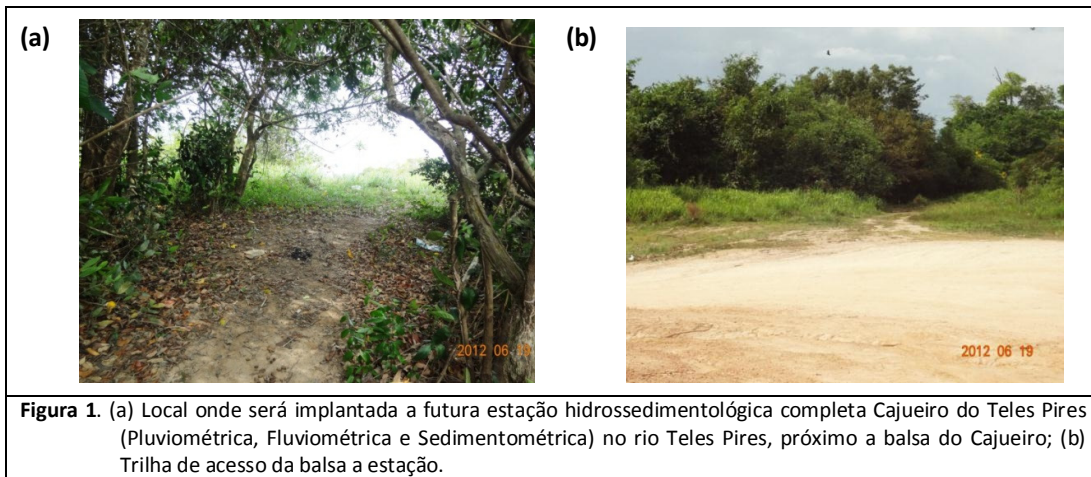 (a)
(b)
2012 06 19
2012 06 19
Figura 1. (a) Local onde será implantada a futura estação hidrossedimentológica completa Cajueiro do Teles Pires
(Pluviométrica, Fluviométrica e Sedimentométrica) no rio Teles Pires, próximo a balsa do Cajueiro; (b)
Trilha de acesso da balsa a estação.